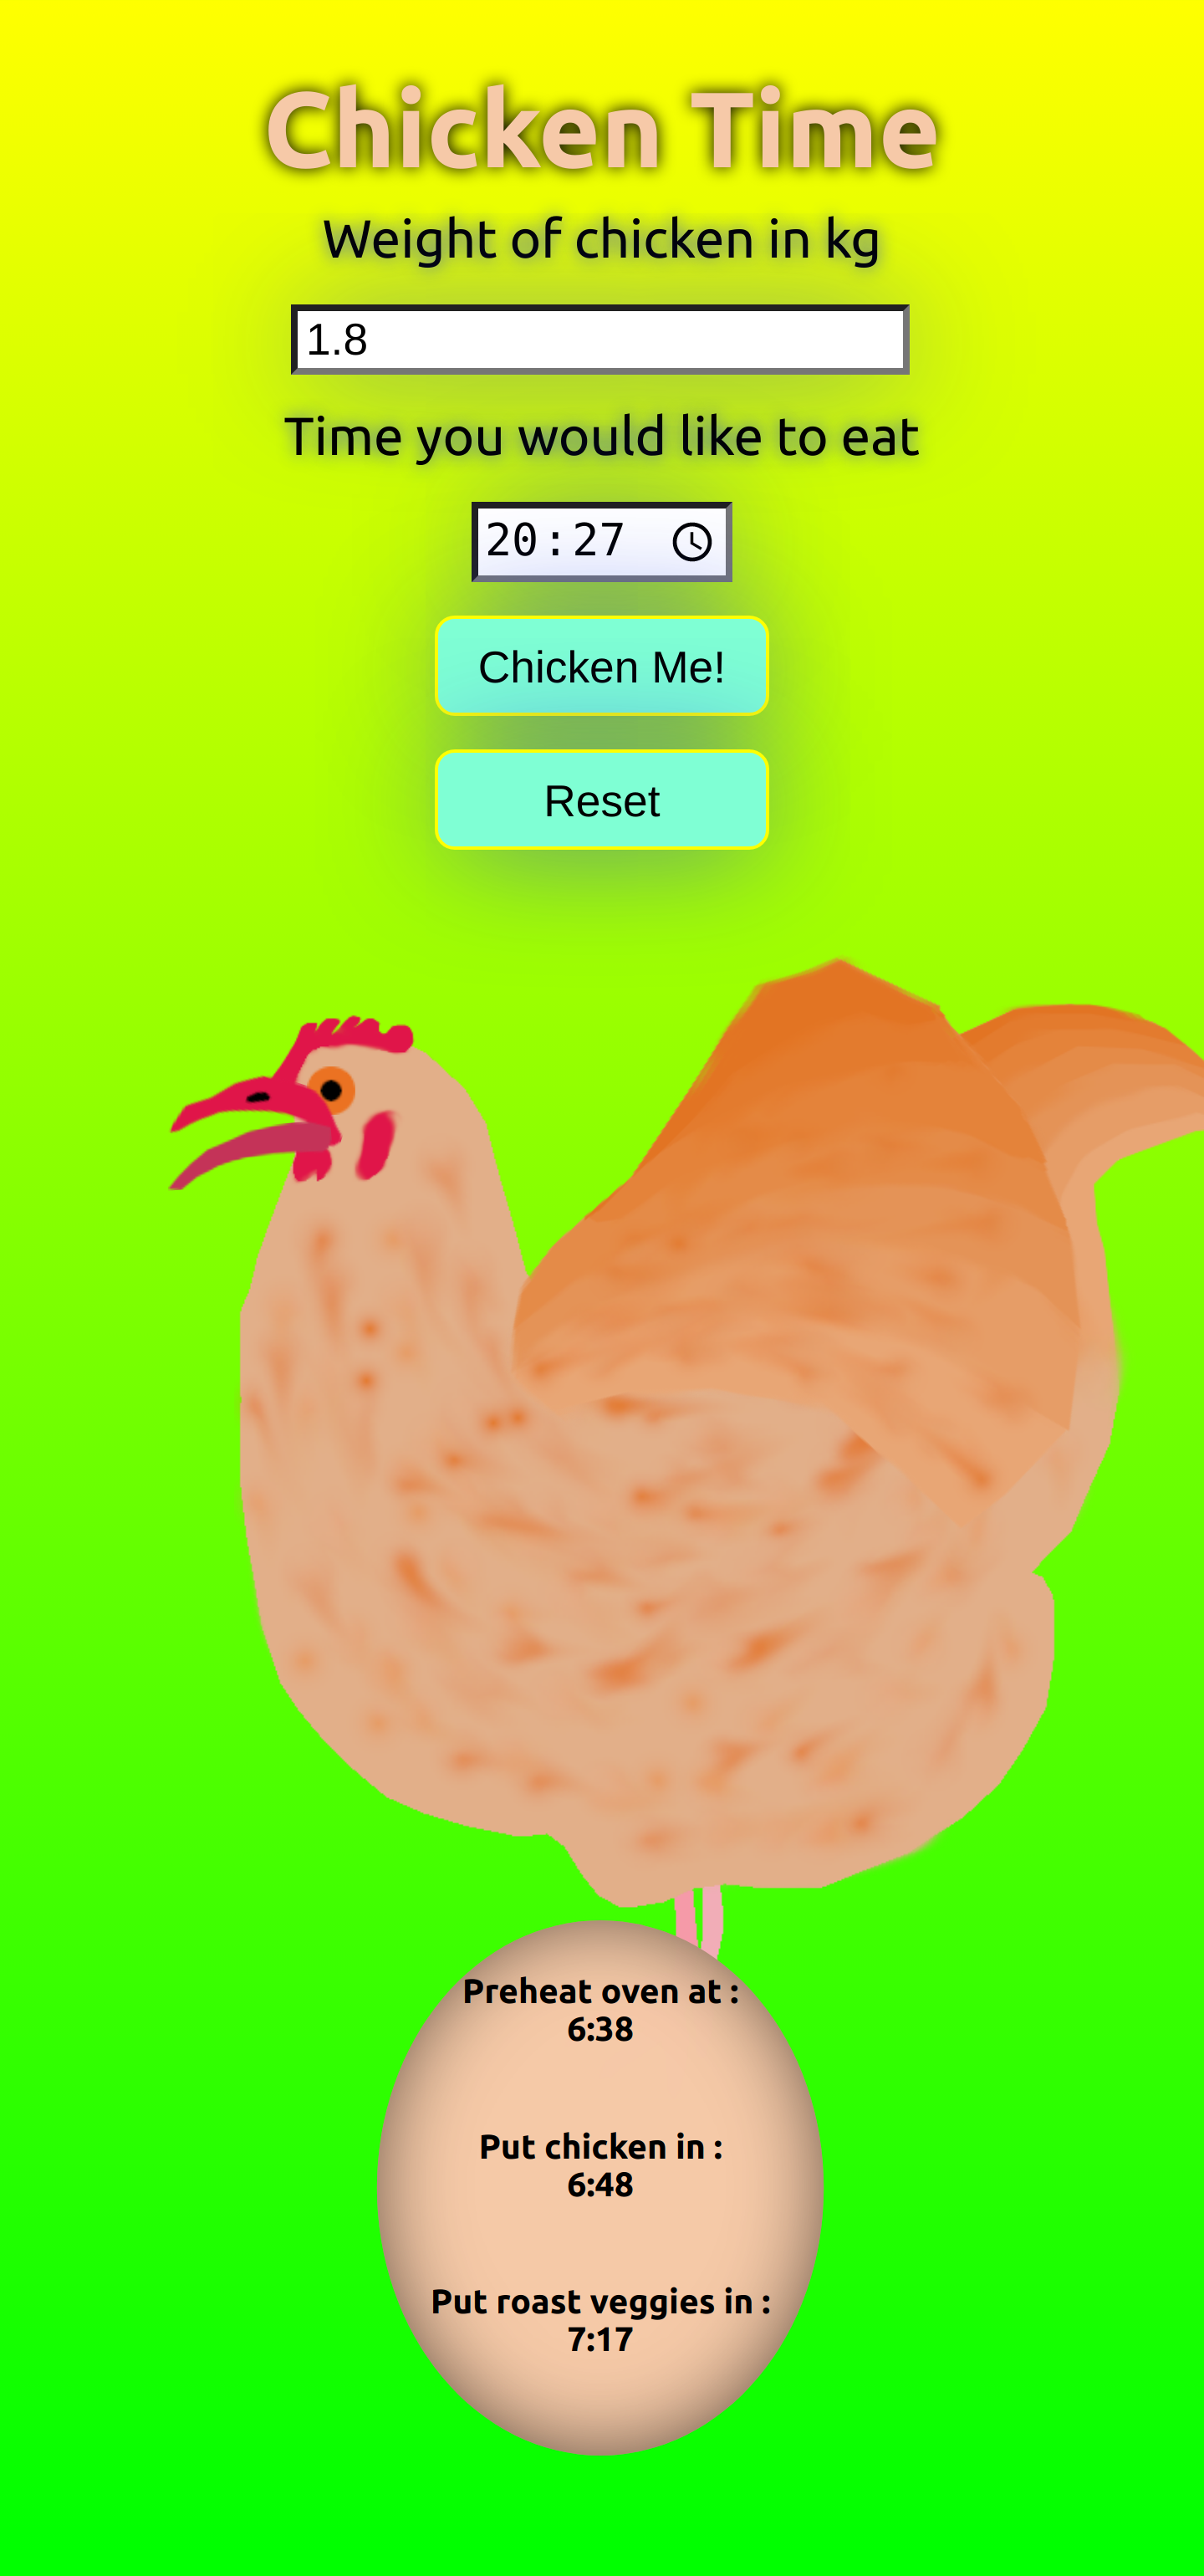 Chicken Time
Weight of chicken in kg
1.8
Time you would like to eat
20:27
Chicken Me!
Reset
Preheat oven at :
6:38
Put chicken in :
6:48
Put roast veggies in :
7:17